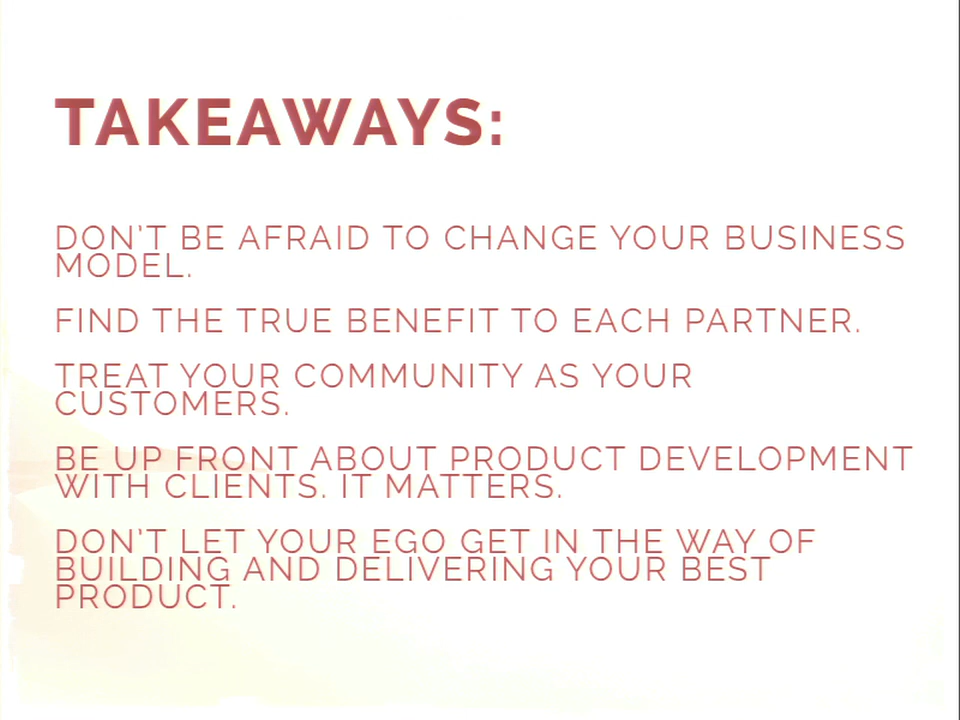 TAKEAWAYS:
DON'T BE AFRAID TO CHANGE YOUR BUSINESS
MODEL.
FIND THE TRUE BENEFIT TO EACH PARTNER.
TREAT YOUR COMMUNITY AS YOUR
CUSTOMERS.
BE UP FRONT ABOUT PRODUCT DEVELOPMENT
WITH CLIENTS. IT MATTERS.
DON'T LET YOUR EGO GET IN THE WAY OF
BUILDING AND DELIVERING YOUR BEST
PRODUCT.